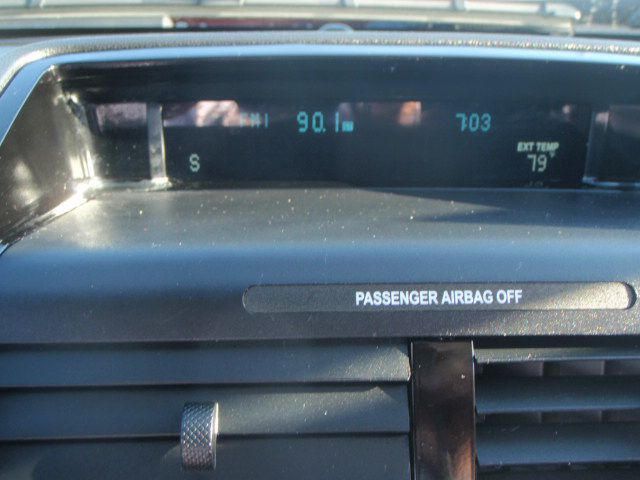 FM1 90.1 7:03
S EXT TEMP
79°
PASSENGER AIRBAG OFF